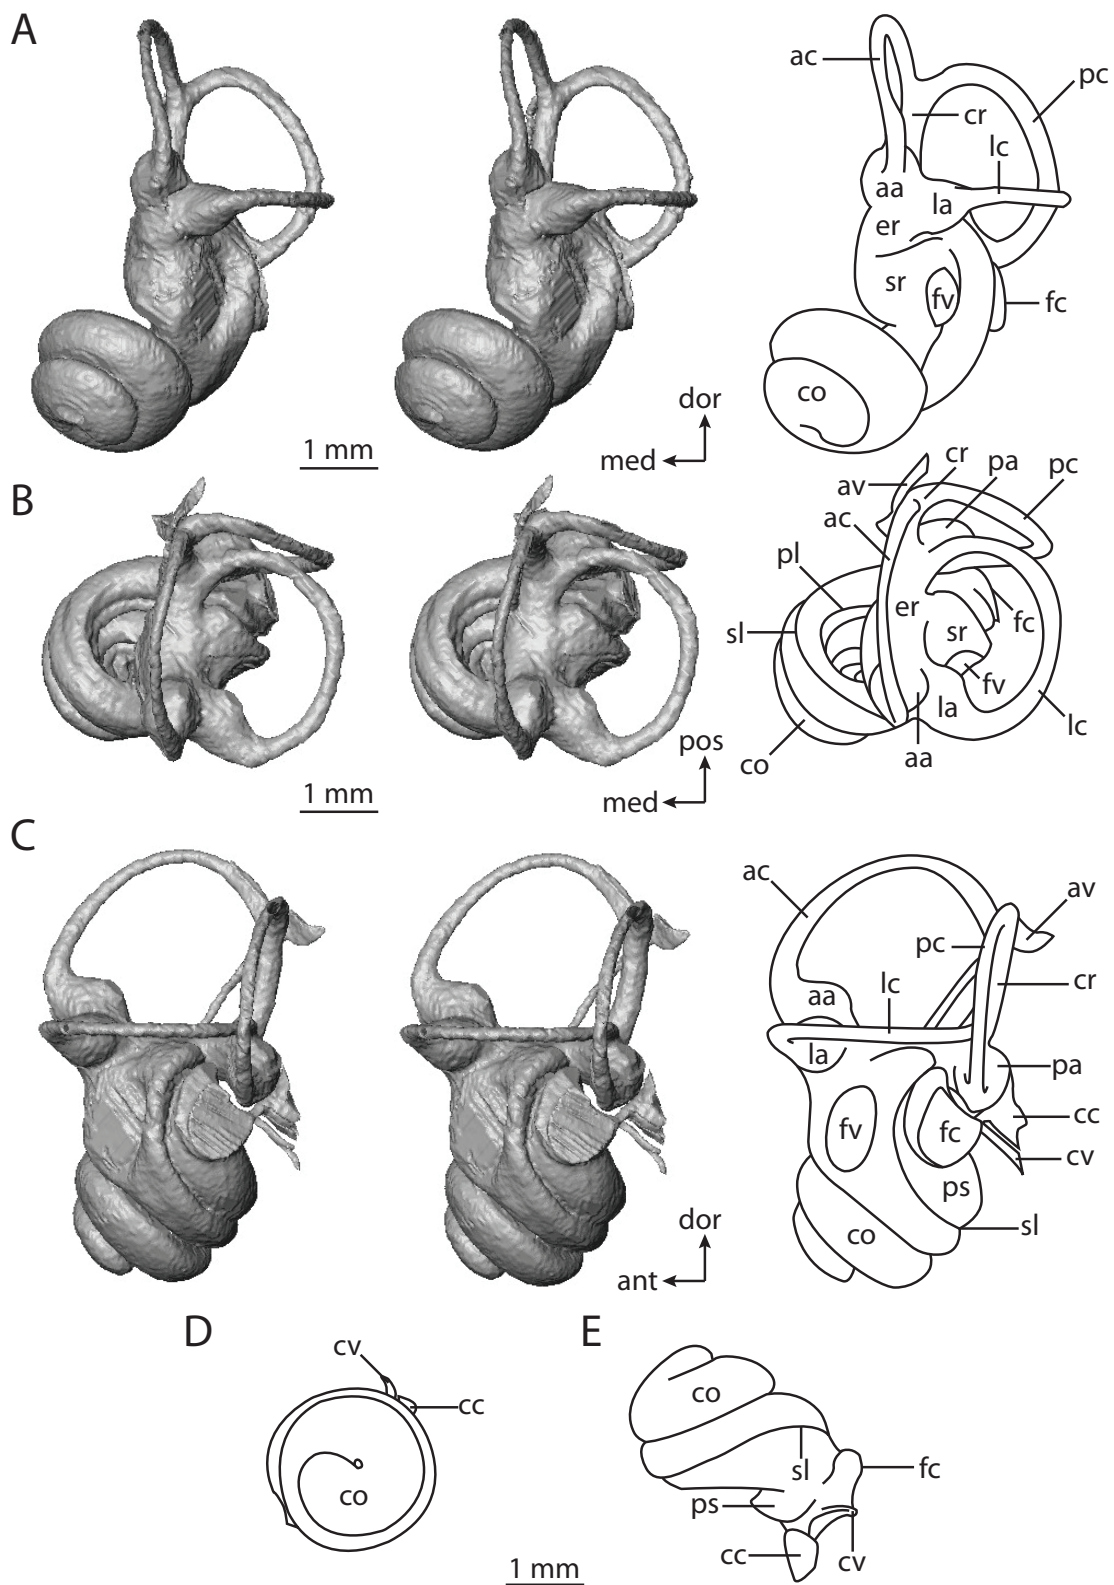 A
ac
pc
cr
lc
aa
la
er
sr
fv
fc
co
dor
med
1 mm
B
av
cr
pa
pc
ac
pl
er
sl
sr
fc
fv
la
lc
aa
co
pos
med
1 mm
C
ac
av
pc
lc
cr
aa
la
pa
fv
fc
cc
cv
ps
sl
co
dor
ant
D
E
cv
cc
co
co
sl
fc
ps
cc
cv
1 mm